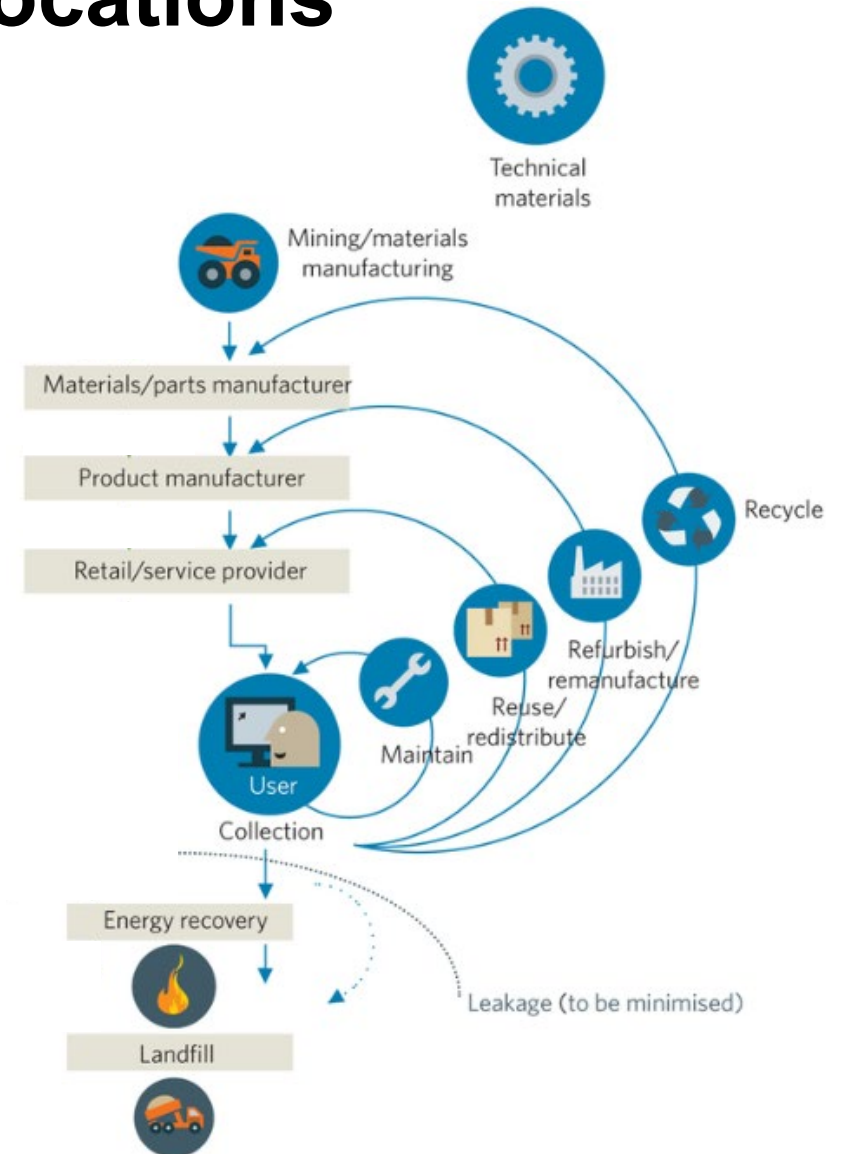 ocations
Technical
materials
Mining/materials
manufacturing
Materials/parts manufacturer
Product manufacturer
Recycle
Retail/service provider
Refurbish/
remanufacture
Reuse/
redistribute
Maintain
User
Collection
Energy recovery
Leakage (to be minimised)
Landfill